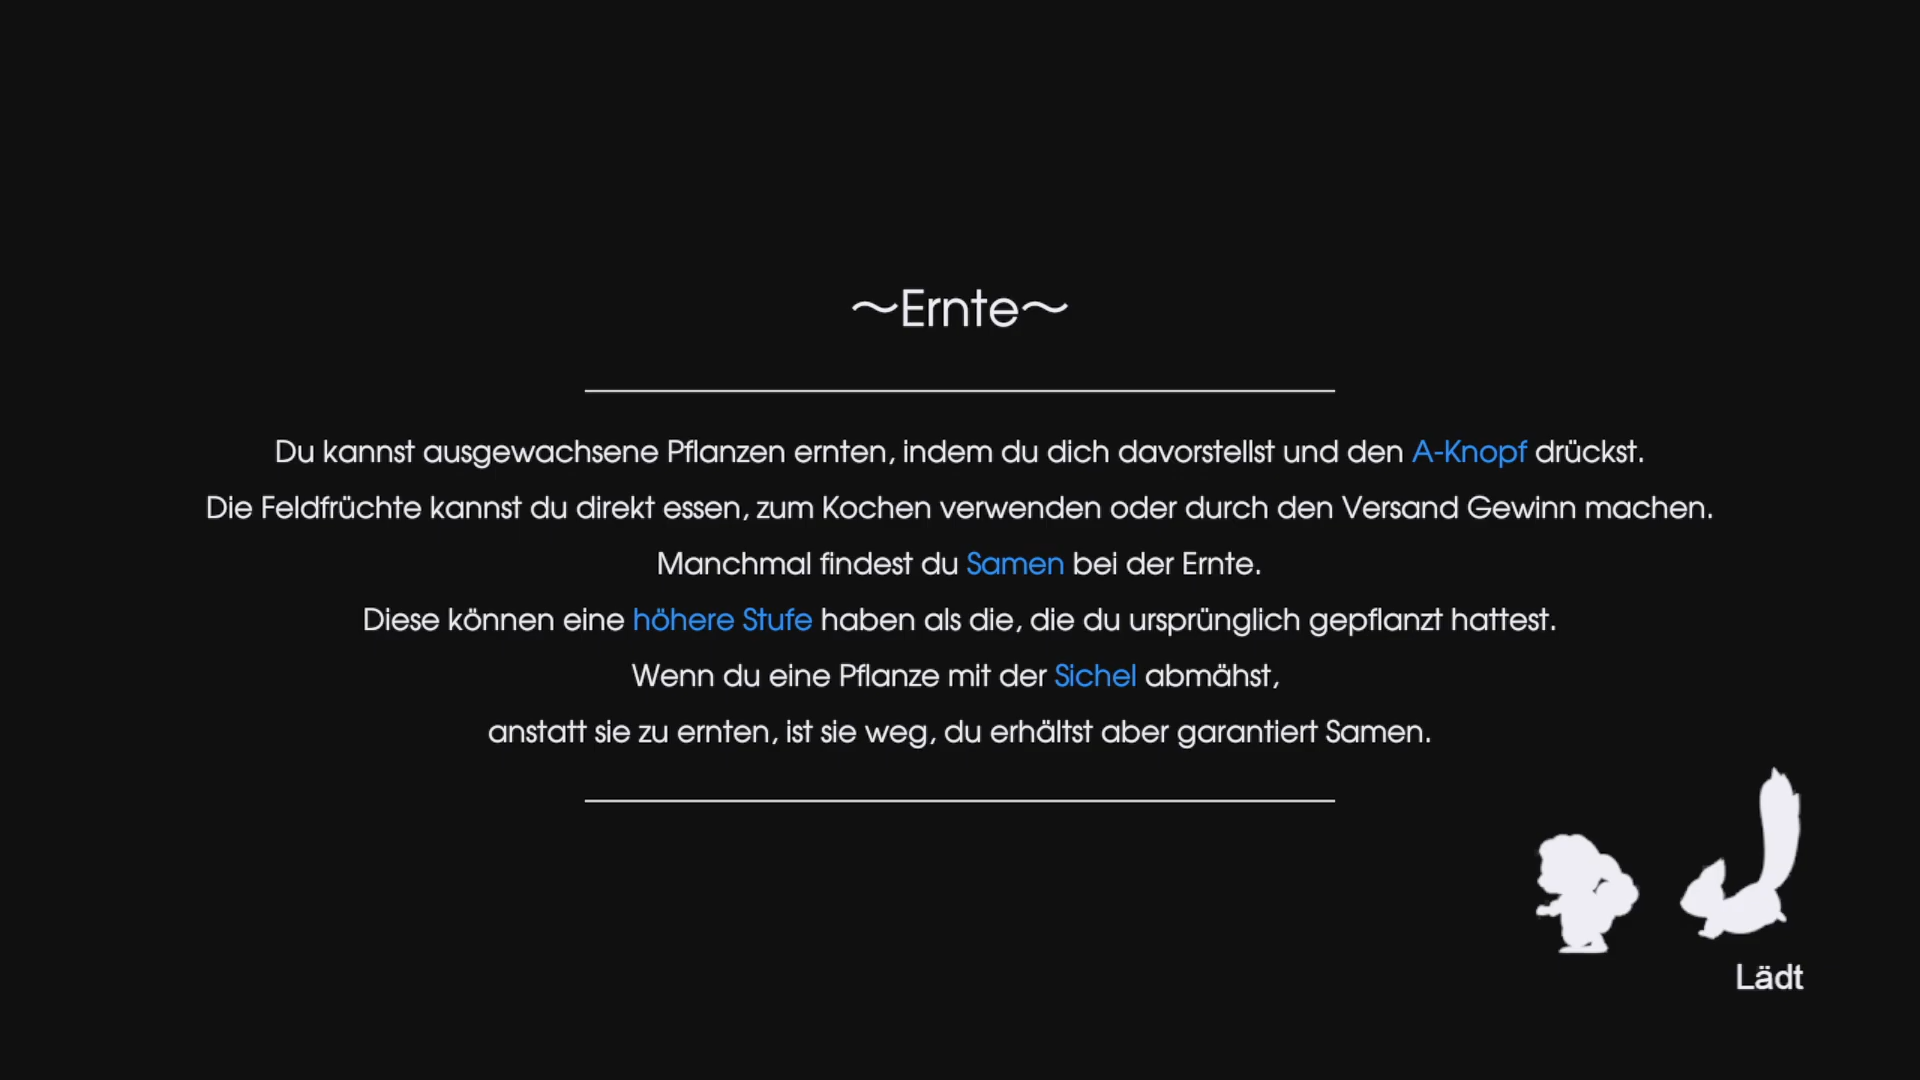 ～Ernte～
Du kannst ausgewachsene Pflanzen ernten, indem du dich davorstellst und den A-Knopf drückst.
Die Feldfrüchte kannst du direkt essen, zum Kochen verwenden oder durch den Versand Gewinn machen.
Manchmal findest du Samen bei der Ernte.
Diese können eine höhere Stufe haben als die, die du ursprünglich gepflanzt hattest.
Wenn du eine Pflanze mit der Sichel abmähst,
anstatt sie zu ernten, ist sie weg, du erhältst aber garantiert Samen.
Lädt